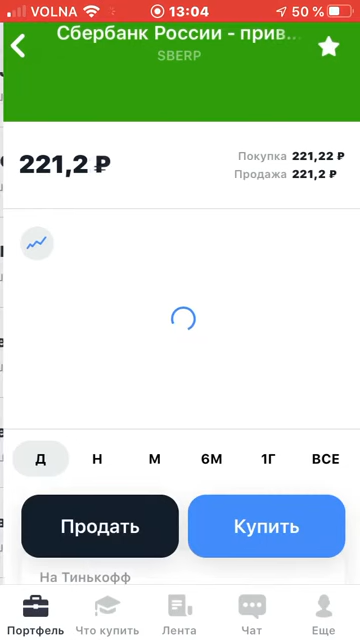 VOLNA 13:04 50 %
Сбербанк России - прив...
SBERP
221,2 ₽
Покупка 221,22 ₽
Продажа 221,2 ₽
Д Н М 6М 1Г ВСЕ
Продать Купить
На Тинькофф
Портфель Что купить Лента Чат Еще